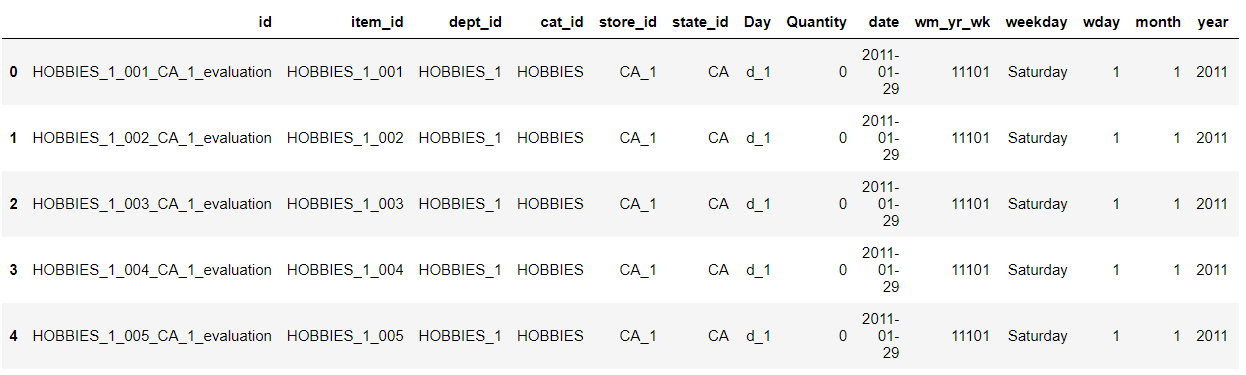 id item_id dept_id cat_id store_id state_id Day Quantity date wm_yr_wk weekday wday month year
0 HOBBIES_1_001_CA_1_evaluation HOBBIES_1_001 HOBBIES_1 HOBBIES CA_1 CA d_1 0 2011-01-29 11101 Saturday 1 1 2011
1 HOBBIES_1_002_CA_1_evaluation HOBBIES_1_002 HOBBIES_1 HOBBIES CA_1 CA d_1 0 2011-01-29 11101 Saturday 1 1 2011
2 HOBBIES_1_003_CA_1_evaluation HOBBIES_1_003 HOBBIES_1 HOBBIES CA_1 CA d_1 0 2011-01-29 11101 Saturday 1 1 2011
3 HOBBIES_1_004_CA_1_evaluation HOBBIES_1_004 HOBBIES_1 HOBBIES CA_1 CA d_1 0 2011-01-29 11101 Saturday 1 1 2011
4 HOBBIES_1_005_CA_1_evaluation HOBBIES_1_005 HOBBIES_1 HOBBIES CA_1 CA d_1 0 2011-01-29 11101 Saturday 1 1 2011